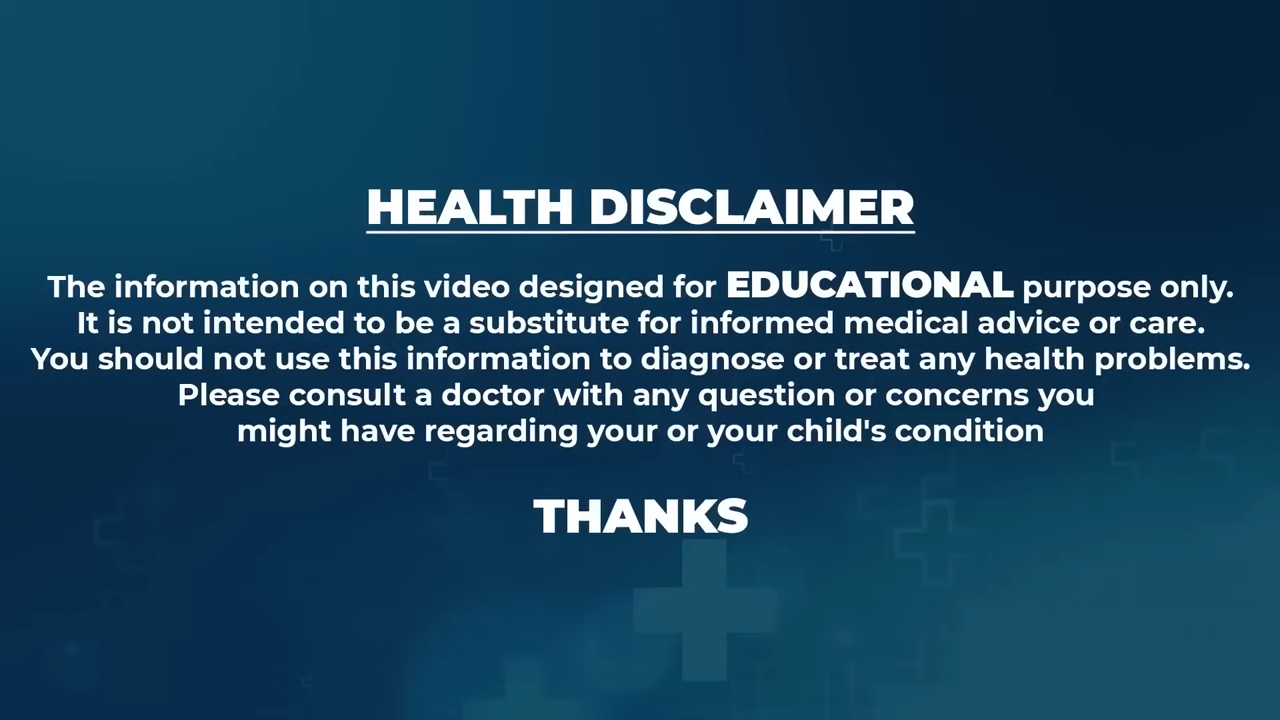 HEALTH DISCLAIMER
The information on this video designed for EDUCATIONAL purpose only.
It is not intended to be a substitute for informed medical advice or care.
You should not use this information to diagnose or treat any health problems.
Please consult a doctor with any question or concerns you
might have regarding your or your child's condition
THANKS